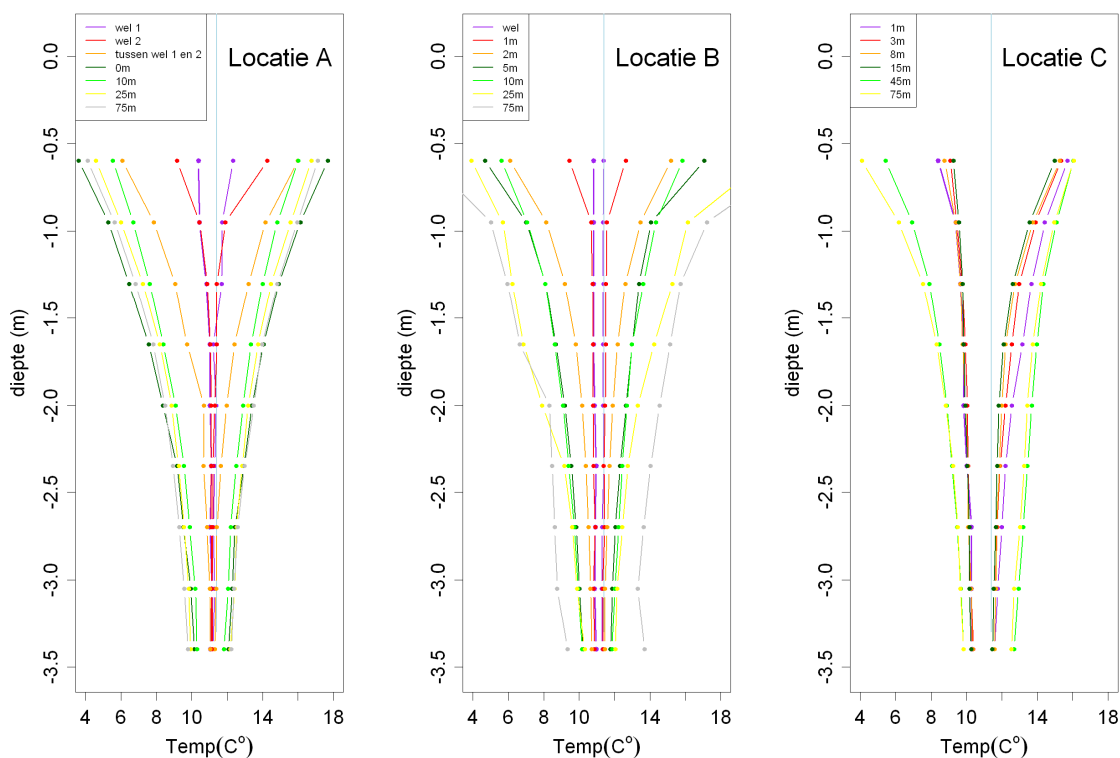 wel 1
wel 2
tussen wel 1 en 2
0m
10m
25m
75m
Locatie A
0.0
-0.5
-1.0
-1.5
-2.0
-2.5
-3.0
-3.5
diepte (m)
4 6 8 10 14 18
Temp(C°)
wel
1m
2m
5m
10m
25m
75m
Locatie B
0.0
-0.5
-1.0
-1.5
-2.0
-2.5
-3.0
-3.5
diepte (m)
4 6 8 10 14 18
Temp(C°)
1m
3m
8m
15m
45m
75m
Locatie C
0.0
-0.5
-1.0
-1.5
-2.0
-2.5
-3.0
-3.5
diepte (m)
4 6 8 10 14 18
Temp(C°)